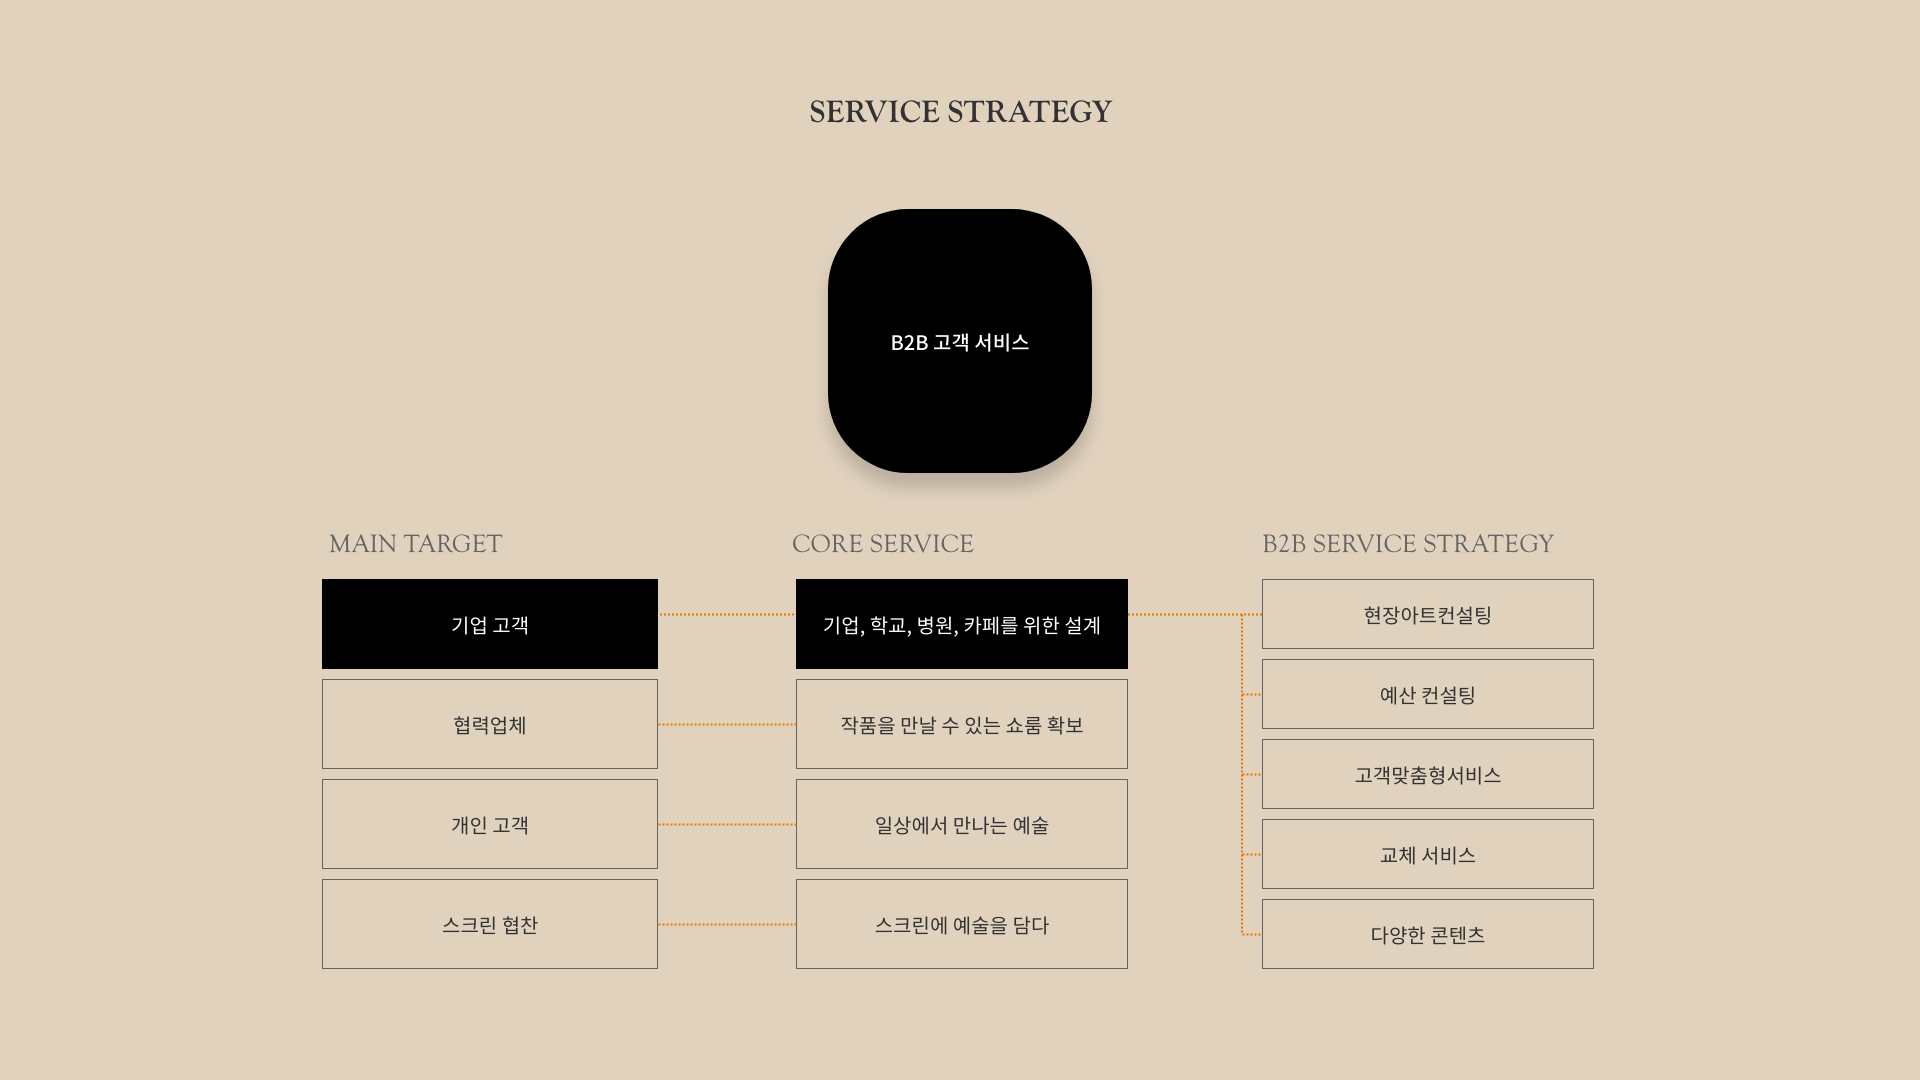 SERVICE STRATEGY
B2B 고객 서비스
MAIN TARGET
기업 고객
협력업체
개인 고객
스크린 협찬
CORE SERVICE
기업, 학교, 병원, 카페를 위한 설계
작품을 만날 수 있는 쇼룸 확보
일상에서 만나는 예술
스크린에 예술을 담다
B2B SERVICE STRATEGY
현장아트컨설팅
예산 컨설팅
고객맞춤형서비스
교체 서비스
다양한 콘텐츠